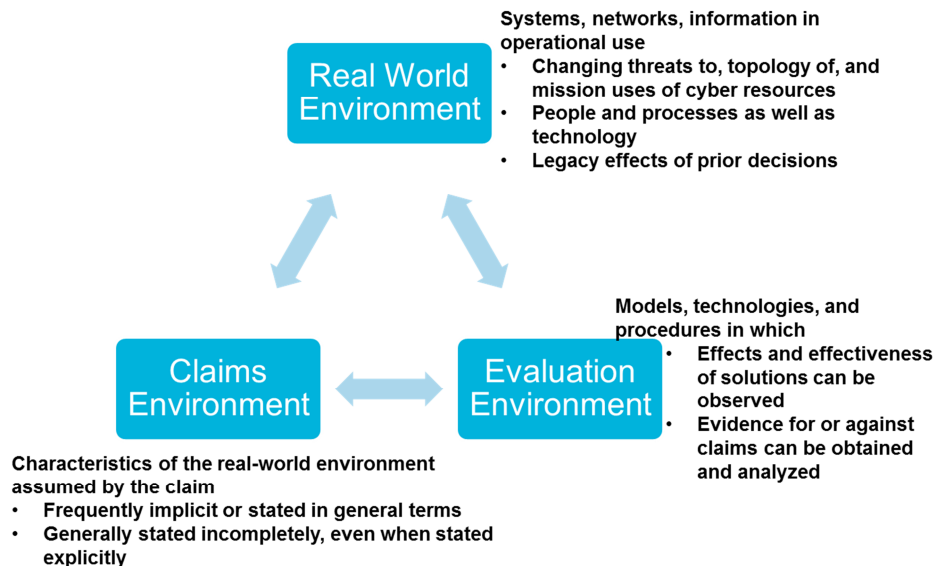 Systems, networks, information in
operational use
• Changing threats to, topology of, and
mission uses of cyber resources
• People and processes as well as
technology
• Legacy effects of prior decisions
Real World
Environment
Models, technologies, and
procedures in which
• Effects and effectiveness
of solutions can be
observed
• Evidence for or against
claims can be obtained
and analyzed
Claims
Environment
Evaluation
Environment
Characteristics of the real-world environment
assumed by the claim
• Frequently implicit or stated in general terms
• Generally stated incompletely, even when stated
explicitly